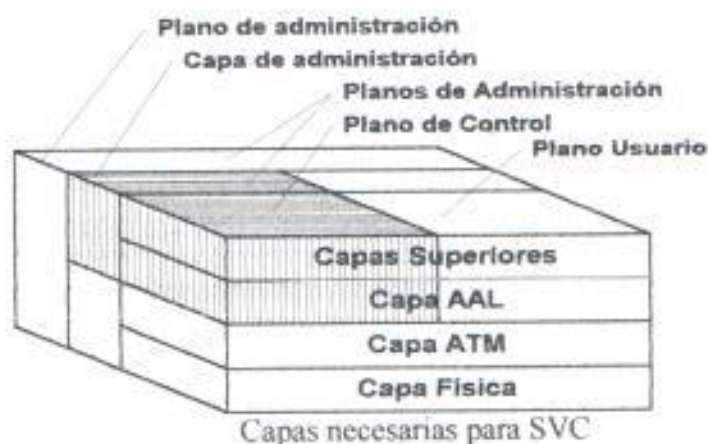 Plano de administración
Capa de administración
Planos de Administración
Plano de Control
Plano Usuario
Capas Superiores
Capa AAL
Capa ATM
Capa Física
Capas necesarias para SVC